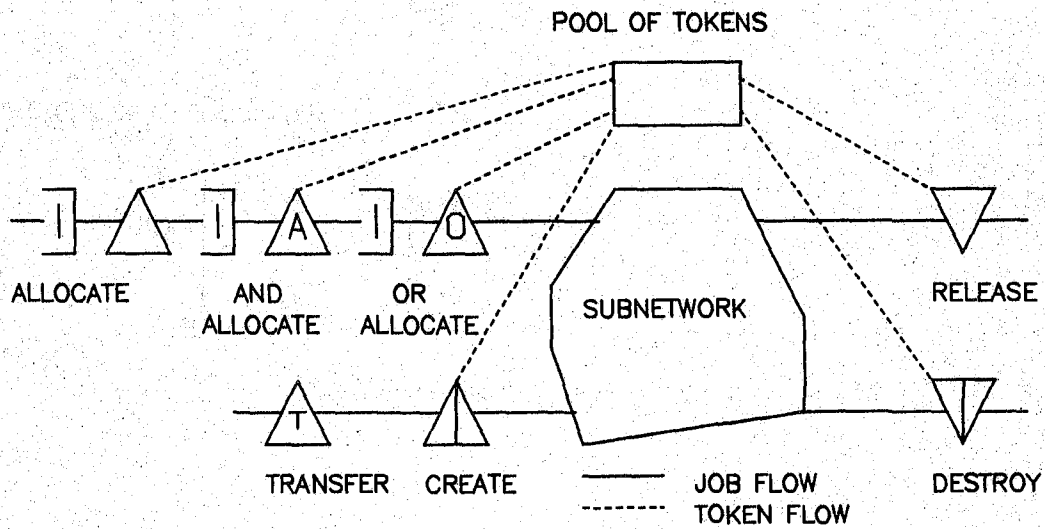 POOL OF TOKENS
I
I
A
I
O
ALLOCATE
AND
ALLOCATE
OR
ALLOCATE
SUBNETWORK
RELEASE
T
TRANSFER
CREATE
JOB FLOW
TOKEN FLOW
DESTROY